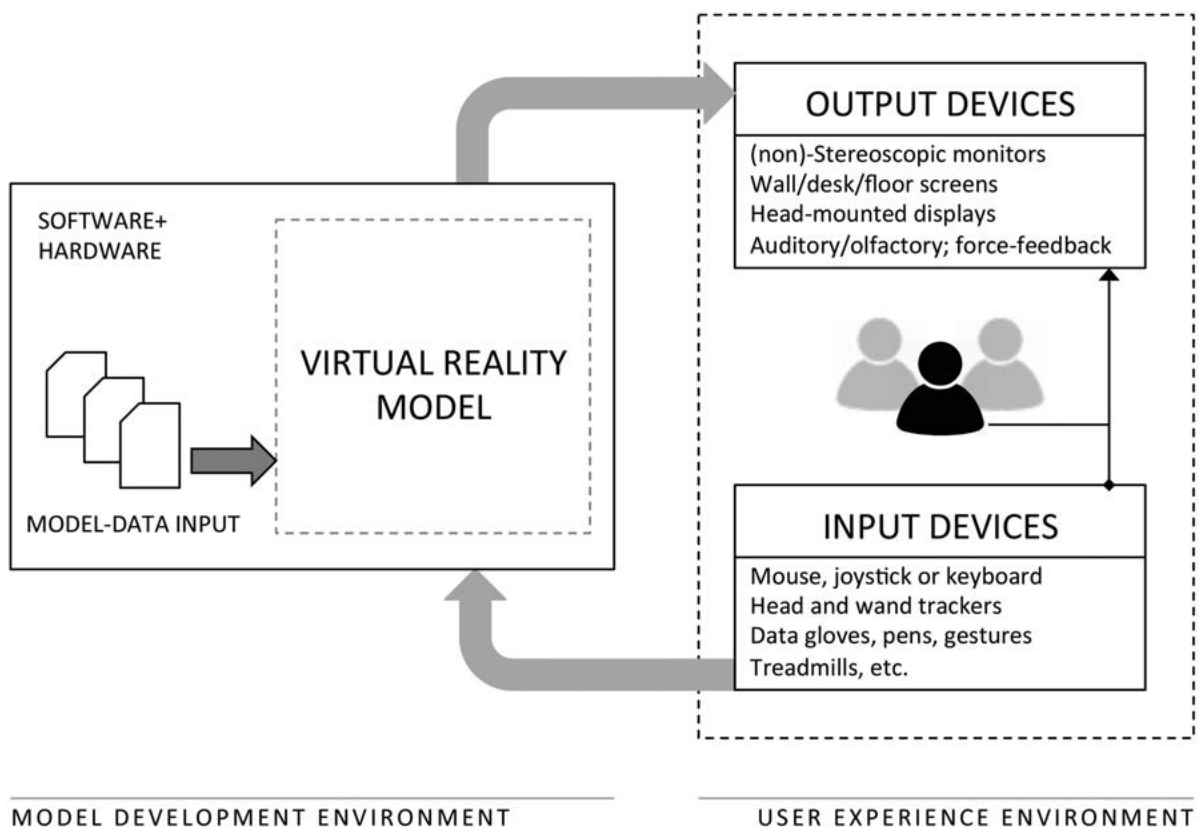 SOFTWARE+
HARDWARE
MODEL-DATA INPUT
VIRTUAL REALITY
MODEL
OUTPUT DEVICES
(non)-Stereoscopic monitors
Wall/desk/floor screens
Head-mounted displays
Auditory/olfactory; force-feedback
INPUT DEVICES
Mouse, joystick or keyboard
Head and wand trackers
Data gloves, pens, gestures
Treadmills, etc.
MODEL DEVELOPMENT ENVIRONMENT
USER EXPERIENCE ENVIRONMENT